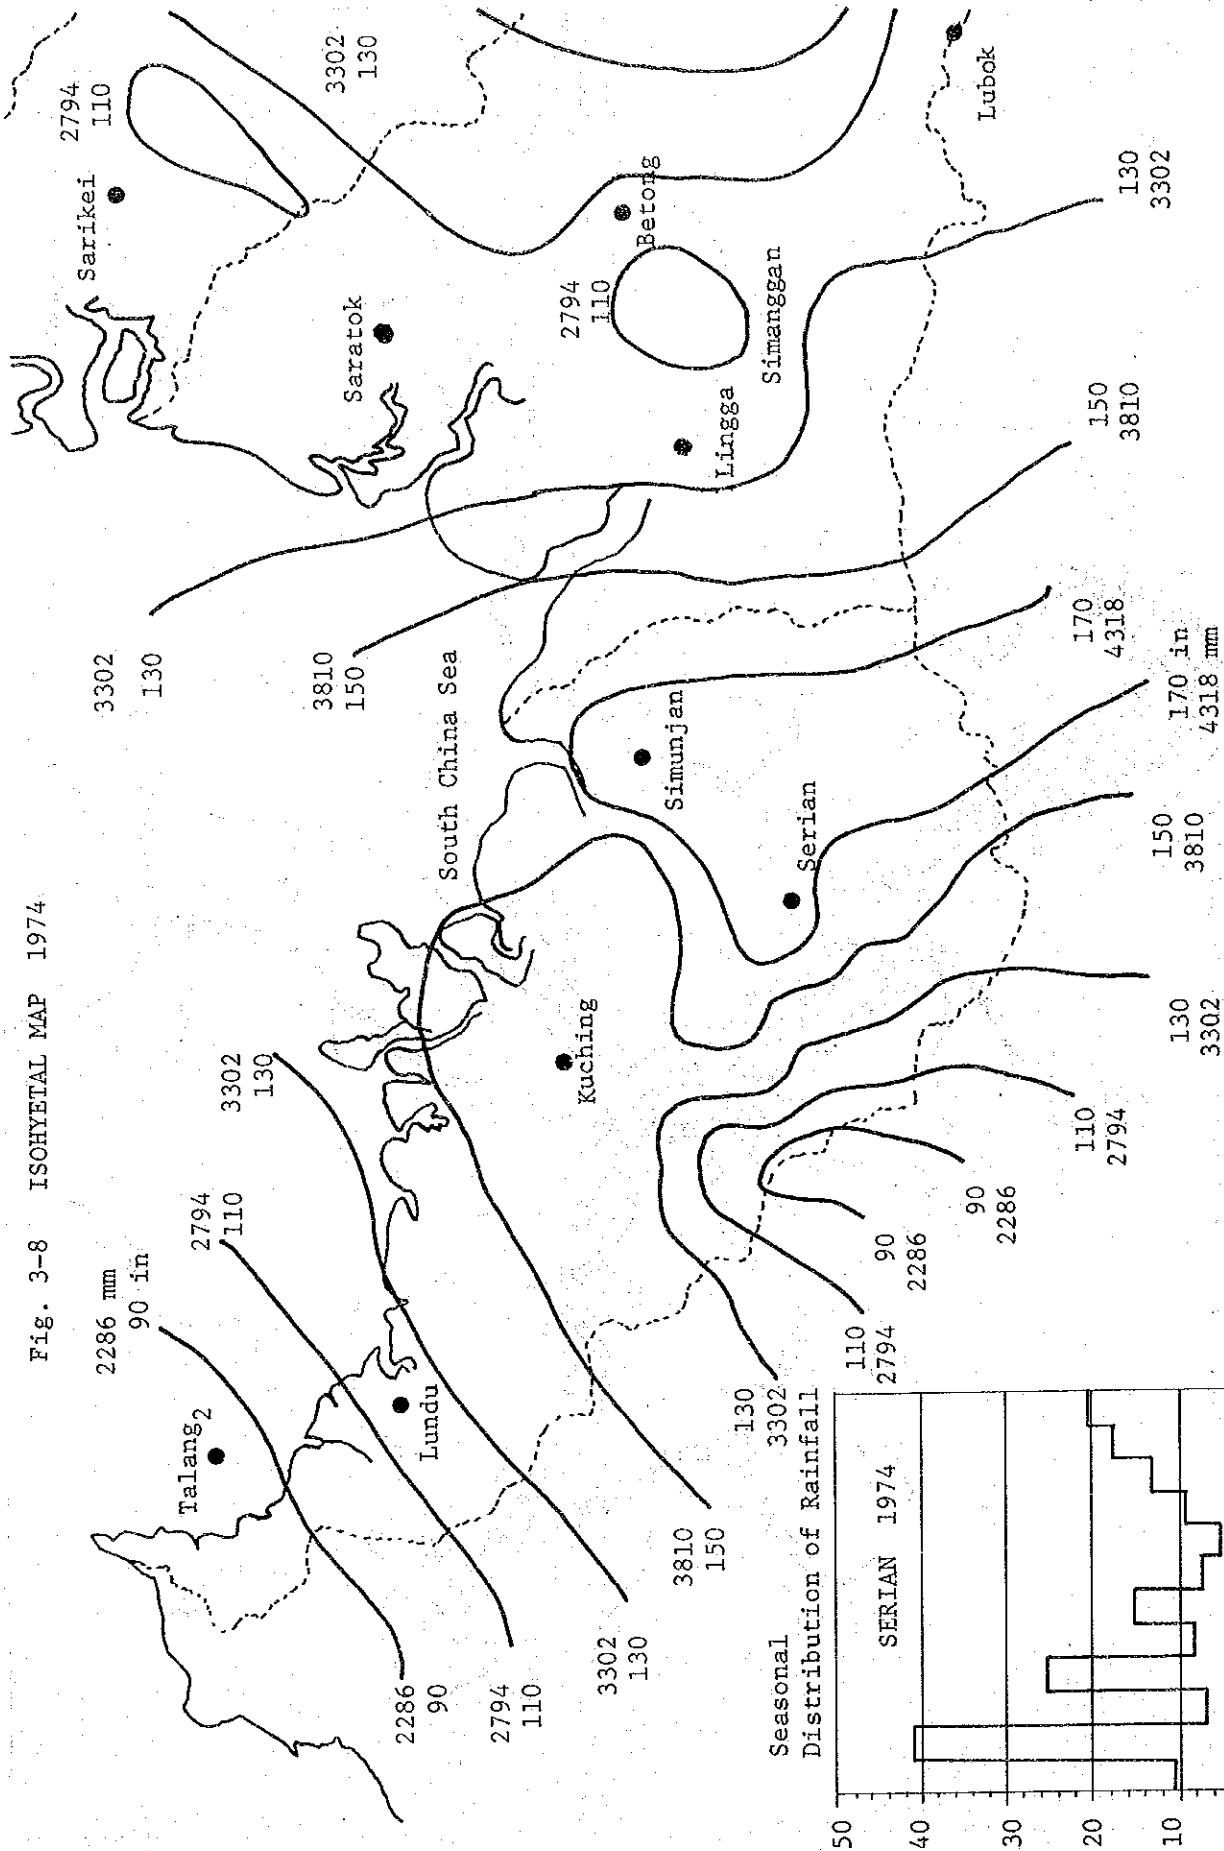 Fig. 3-8 ISOHYETAL MAP 1974
2286 mm
90 in
2794
110
3302
130
3302
130
3810
150
2794
110
3302
130
Talang2
Lundu
Kuching
South China Sea
Sarikei
Saratok
2794
110
Betong
Lingga
Simanggan
Simunjan
Serian
Lubok
2286
90
2794
110
3302
130
3810
150
130
3302
110
2794
90
2286
90
2286
110
2794
130
3302
150
3810
170 in
4318 mm
170
4318
150
3810
130
3302
Seasonal
Distribution of Rainfall
SERIAN 1974
50
40
30
20
10